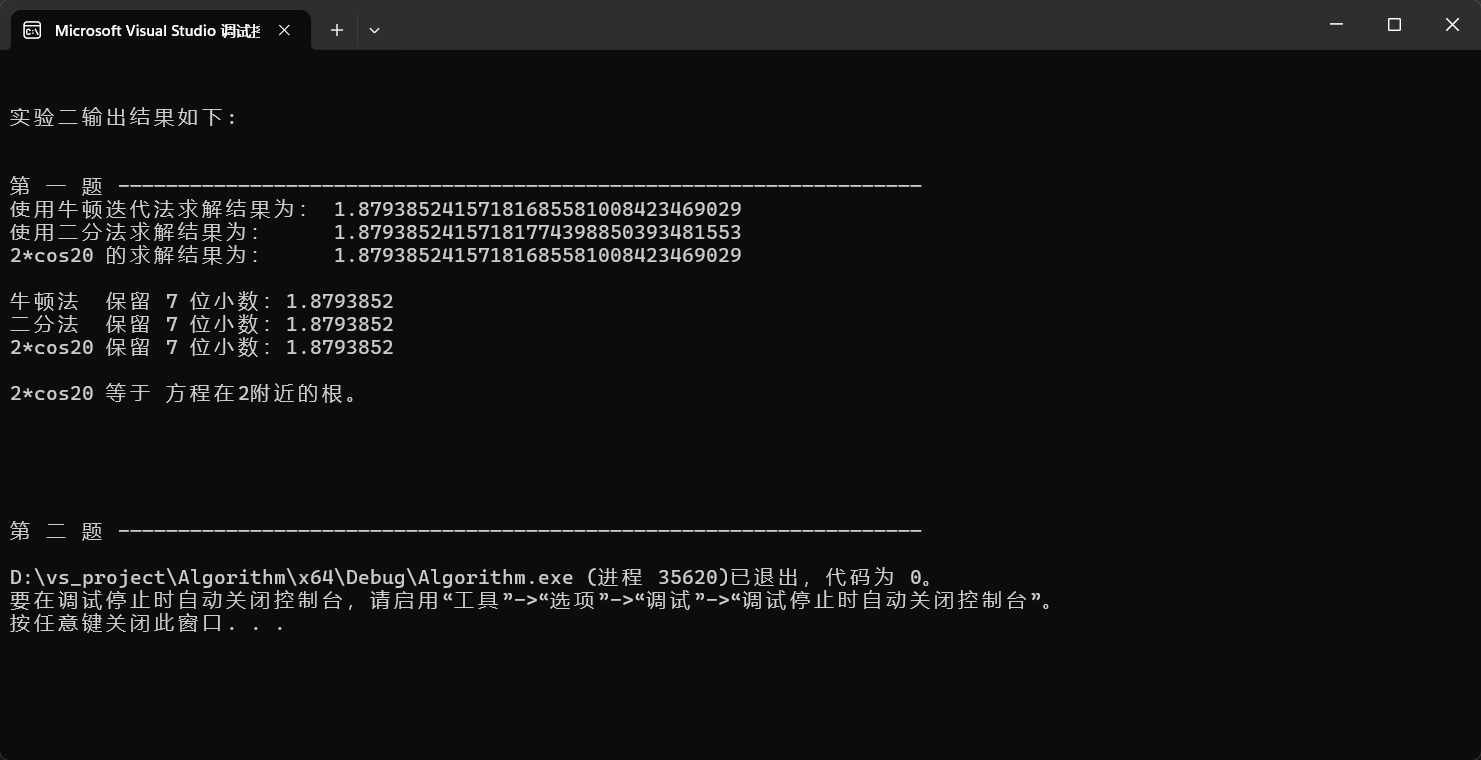 Microsoft Visual Studio 调试控
实验二输出结果如下:
第 一 题 -------------------------------------------------------------------
使用牛顿迭代法求解结果为: 1.8793852415718168558100842346902​9
使用二分法求解结果为: 1.8793852415718177439885039348155​3
2*cos20 的求解结果为: 1.8793852415718168558100842346902​9
牛顿法 保留 7 位小数: 1.8793852
二分法 保留 7 位小数: 1.8793852
2*cos20 保留 7 位小数: 1.8793852
2*cos20 等于 方程在2附近的根。
第 二 题 -------------------------------------------------------------------
D:\vs_project\Algorithm\x64\Debug\Algorithm.exe (进程 35620)已退出，代码为 0。
要在调试停止时自动关闭控制台，请启用“工具”->“选项”->“调试”->“调试停止时自动关闭控制台”。
按任意键关闭此窗口. . .